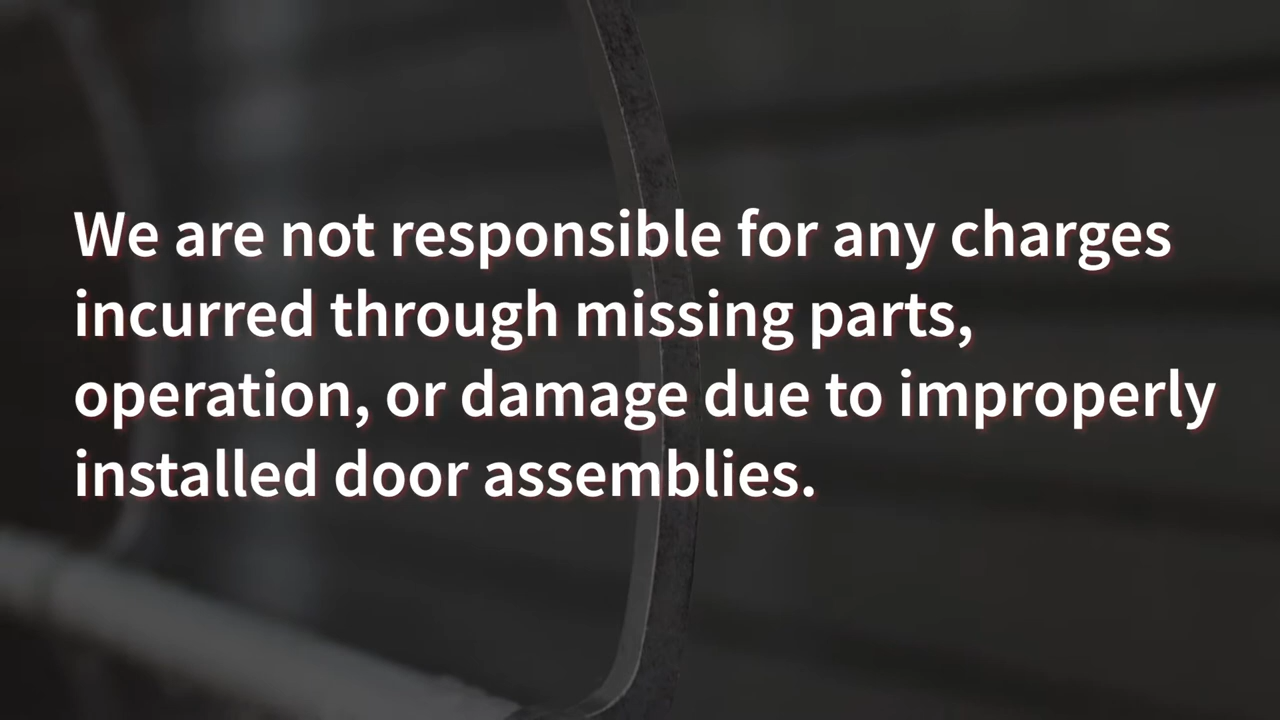 We are not responsible for any charges
incurred through missing parts,
operation, or damage due to improperly
installed door assemblies.